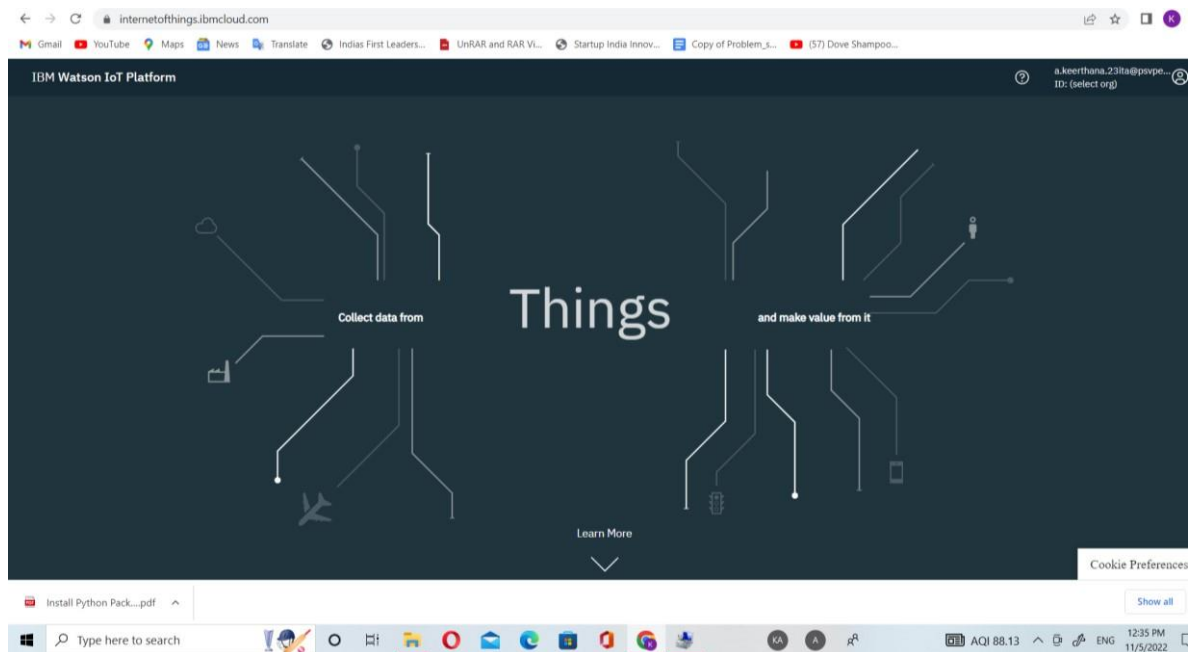 internetofthings.ibmcloud.com
K
Gmail YouTube Maps News Translate Indias First Leaders... UnRAR and RAR Vi... Startup India Innov... Copy of Problem_s... (57) Dove Shampoo...
IBM Watson IoT Platform
a.keerthana.23ita@psvpe...
ID: (select org)
Collect data from Things and make value from it
Learn More
Cookie Preferences
Install Python Pack....pdf
Show all
Type here to search
KA A
AQI 88.13
ENG
12:35 PM
11/5/2022